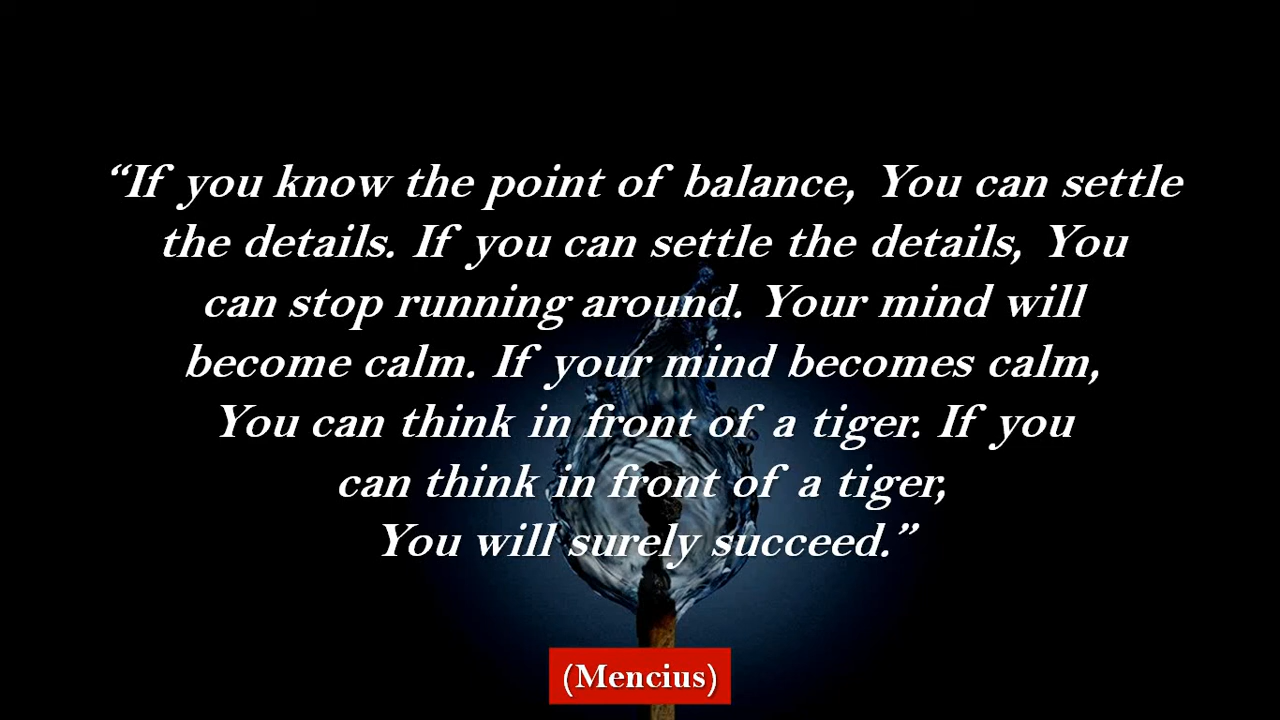 “If you know the point of balance, You can settle
the details. If you can settle the details, You
can stop running around. Your mind will
become calm. If your mind becomes calm,
You can think in front of a tiger. If you
can think in front of a tiger,
You will surely succeed.”
(Mencius)